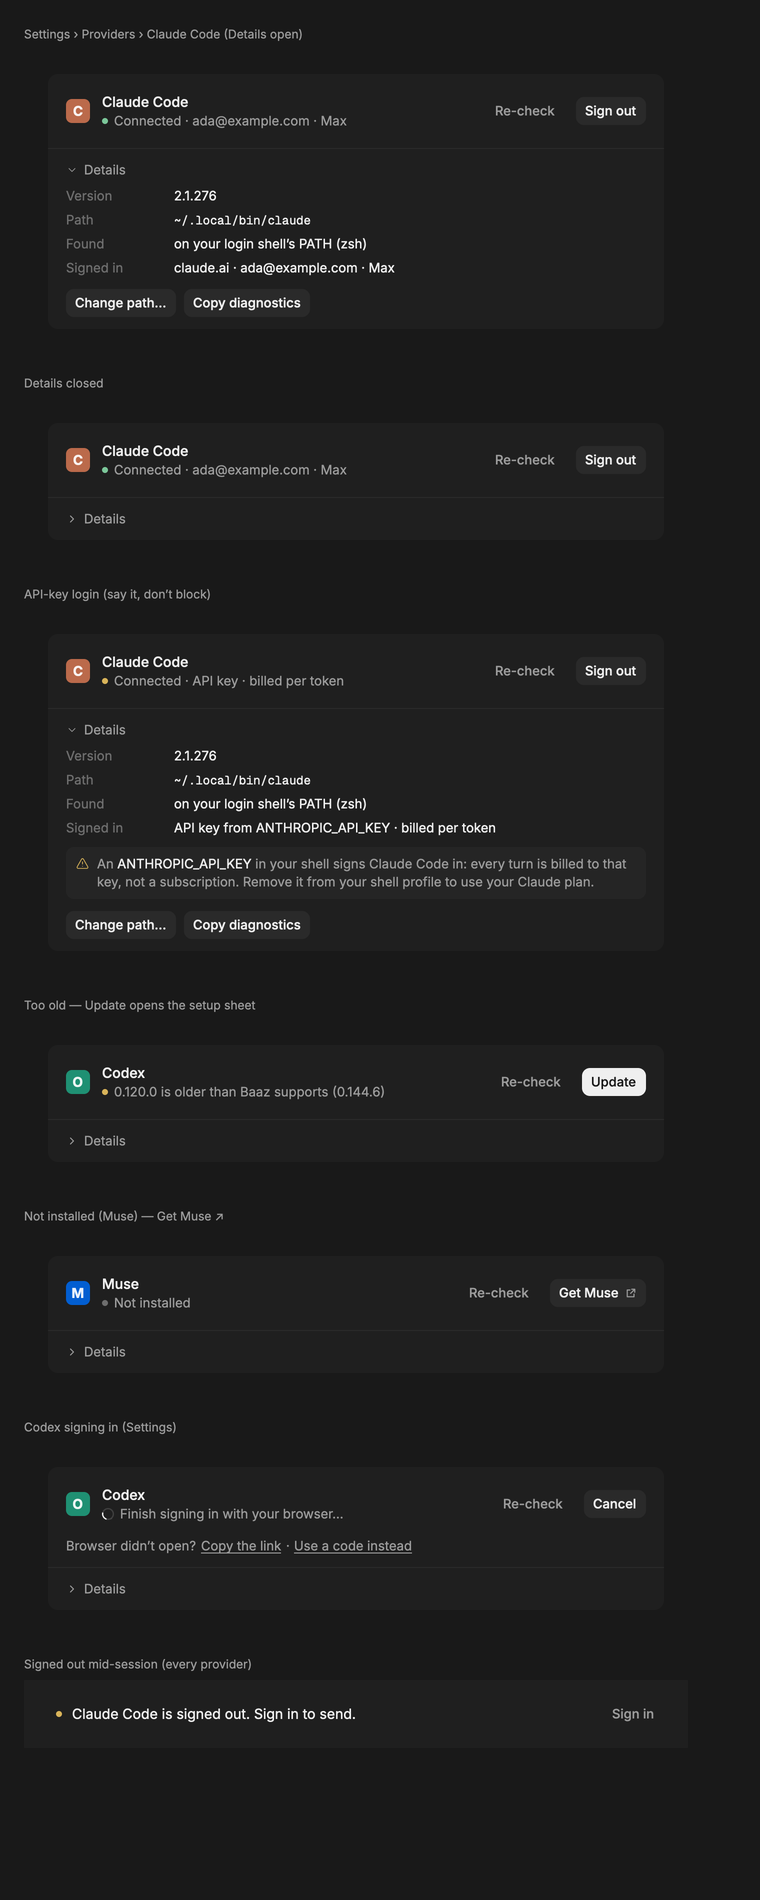 Settings › Providers › Claude Code (Details open)
C
Claude Code
Connected · ada@example.com · Max
Re-check
Sign out
Details
Version 2.1.276
Path ~/.local/bin/claude
Found on your login shell’s PATH (zsh)
Signed in claude.ai · ada@example.com · Max
Change path…
Copy diagnostics
Details closed
C
Claude Code
Connected · ada@example.com · Max
Re-check
Sign out
Details
API-key login (say it, don’t block)
C
Claude Code
Connected · API key · billed per token
Re-check
Sign out
Details
Version 2.1.276
Path ~/.local/bin/claude
Found on your login shell’s PATH (zsh)
Signed in API key from ANTHROPIC_API_KEY · billed per token
An ANTHROPIC_API_KEY in your shell signs Claude Code in: every turn is billed to that
key, not a subscription. Remove it from your shell profile to use your Claude plan.
Change path…
Copy diagnostics
Too old — Update opens the setup sheet
O
Codex
0.120.0 is older than Baaz supports (0.144.6)
Re-check
Update
Details
Not installed (Muse) — Get Muse ↗
M
Muse
Not installed
Re-check
Get Muse
Details
Codex signing in (Settings)
O
Codex
Finish signing in with your browser…
Re-check
Cancel
Browser didn’t open? Copy the link · Use a code instead
Details
Signed out mid-session (every provider)
Claude Code is signed out. Sign in to send.
Sign in